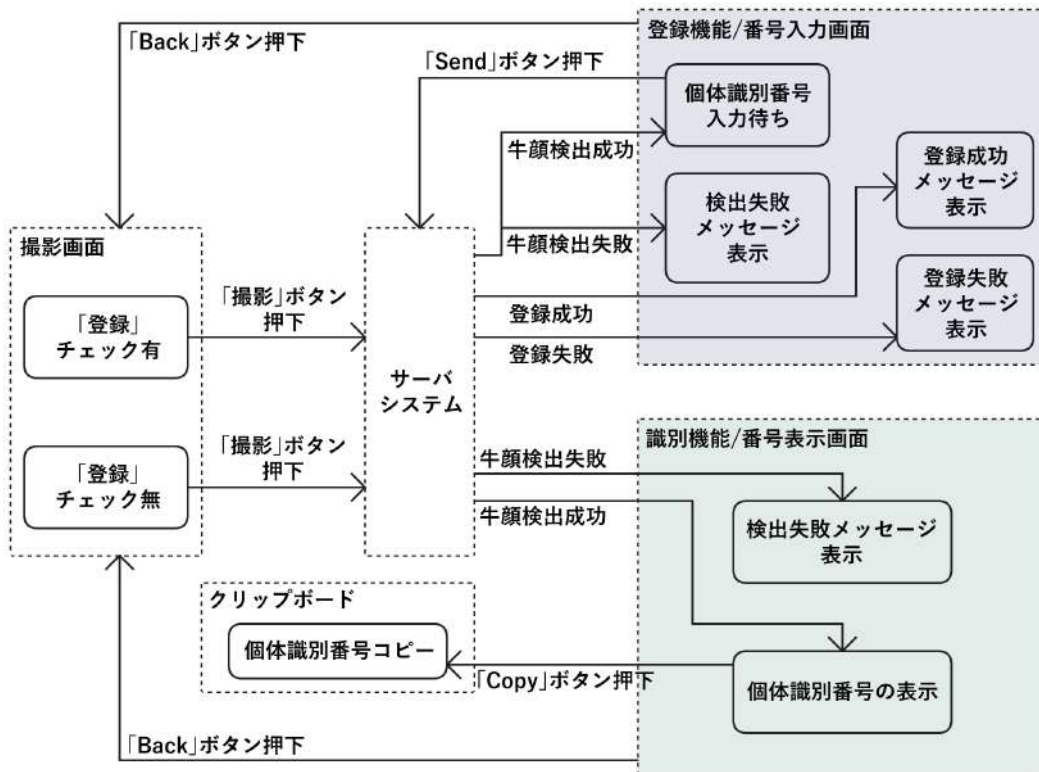 「Back」ボタン押下
「Send」ボタン押下
登録機能/番号入力画面
個体識別番号
入力待ち
牛顔検出成功
検出失敗
メッセージ
表示
牛顔検出失敗
登録成功
メッセージ
表示
登録失敗
メッセージ
表示
登録成功
登録失敗
撮影画面
「登録」
チェック有
「撮影」ボタン
押下
サーバ
システム
「登録」
チェック無
「撮影」ボタン
押下
識別機能/番号表示画面
牛顔検出失敗
牛顔検出成功
検出失敗メッセージ
表示
クリップボード
個体識別番号コピー
「Copy」ボタン押下
個体識別番号の表示
「Back」ボタン押下